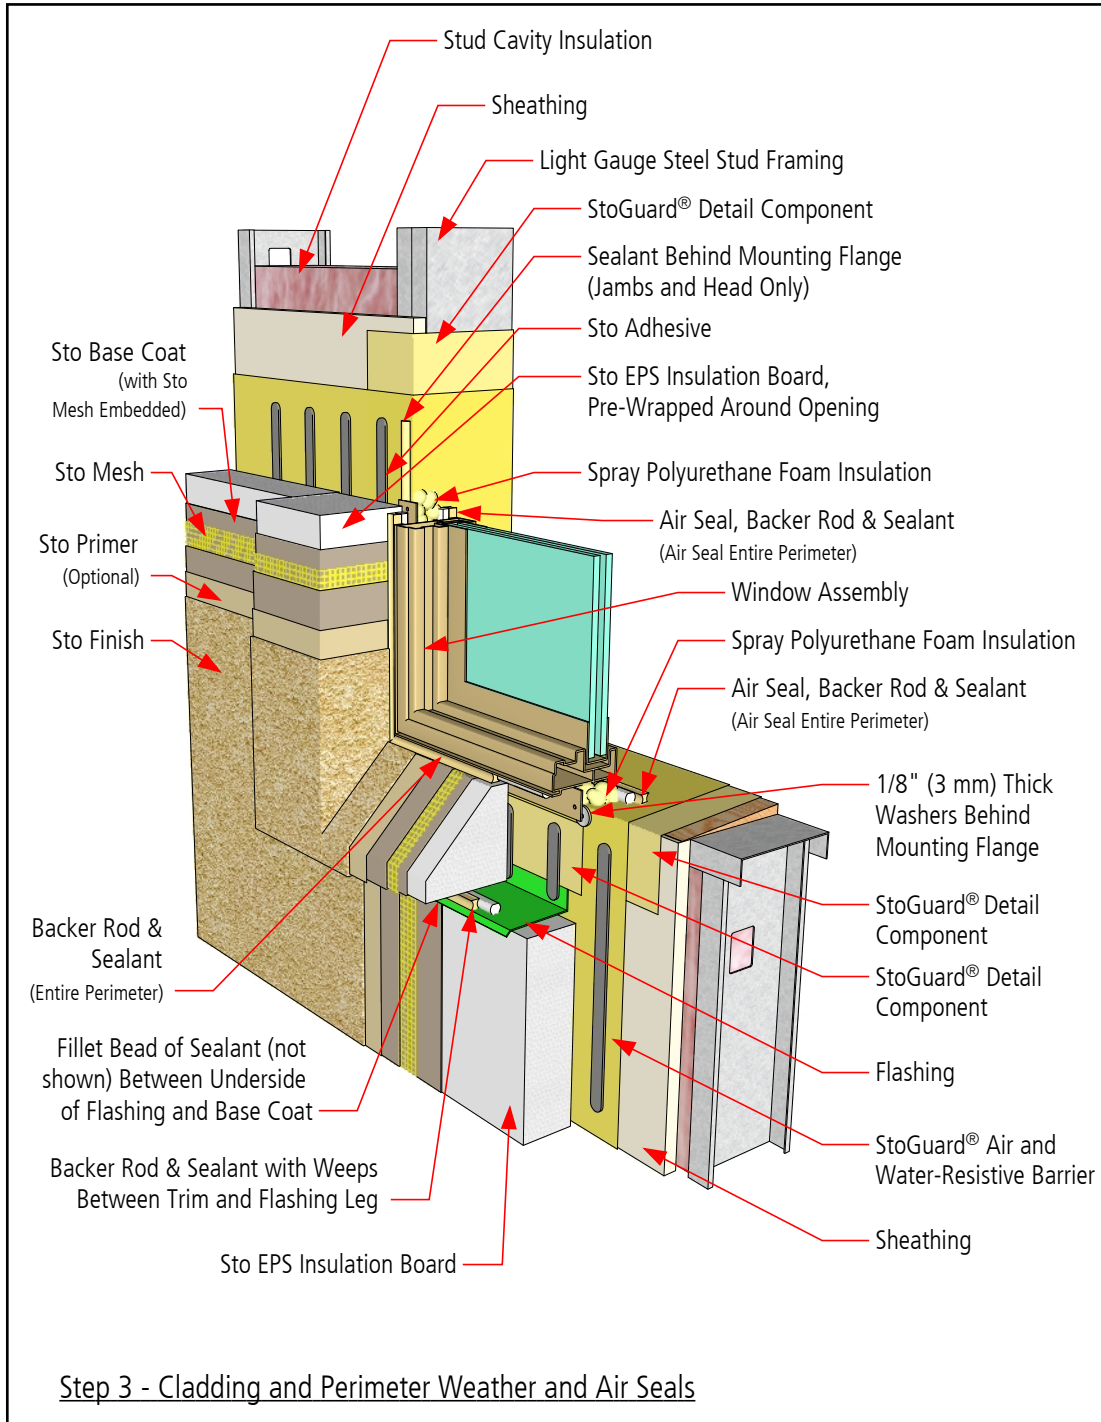 Stud Cavity Insulation
Sheathing
Light Gauge Steel Stud Framing
StoGuard® Detail Component
Sealant Behind Mounting Flange
(Jambs and Head Only)
Sto Adhesive
Sto EPS Insulation Board,
Pre-Wrapped Around Opening
Spray Polyurethane Foam Insulation
Air Seal, Backer Rod & Sealant
(Air Seal Entire Perimeter)
Window Assembly
Spray Polyurethane Foam Insulation
Air Seal, Backer Rod & Sealant
(Air Seal Entire Perimeter)
1/8" (3 mm) Thick
Washers Behind
Mounting Flange
StoGuard® Detail
Component
StoGuard® Detail
Component
Flashing
StoGuard® Air and
Water-Resistive Barrier
Sheathing
Sto Base Coat
(with Sto
Mesh Embedded)
Sto Mesh
Sto Primer
(Optional)
Sto Finish
Backer Rod &
Sealant
(Entire Perimeter)
Fillet Bead of Sealant (not
shown) Between Underside
of Flashing and Base Coat
Backer Rod & Sealant with Weeps
Between Trim and Flashing Leg
Sto EPS Insulation Board
Step 3 - Cladding and Perimeter Weather and Air Seals